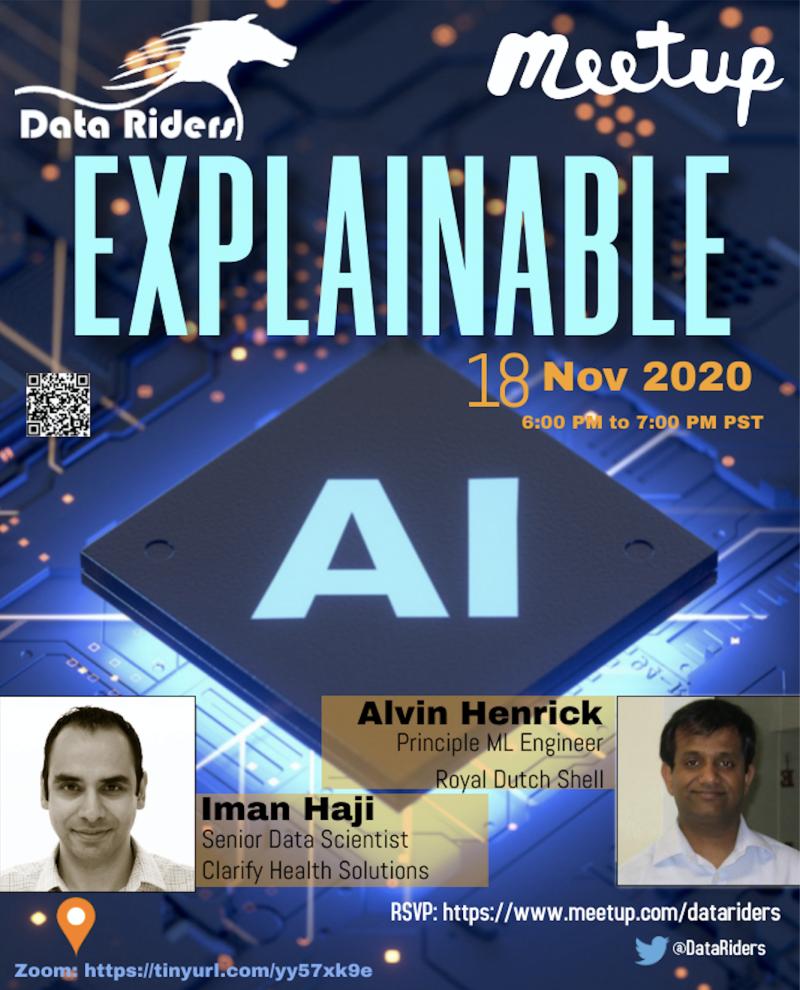 Data Riders
Meetup
EXPLAINABLE
18 Nov 2020
6:00 PM to 7:00 PM PST
AI
Alvin Henrick
Principle ML Engineer
Royal Dutch Shell
Iman Haji
Senior Data Scientist
Clarify Health Solutions
RSVP: https://www.meetup.com/datariders
@DataRiders
Zoom: https://tinyurl.com/yy57xk9e